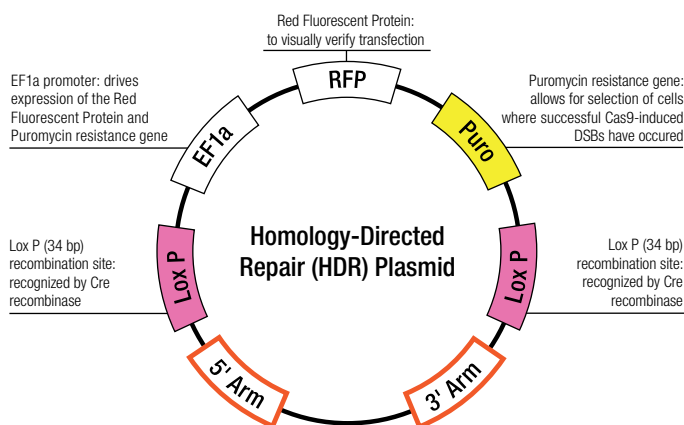 Red Fluorescent Protein:
to visually verify transfection
RFP
EF1a promoter: drives
expression of the Red
Fluorescent Protein and
Puromycin resistance gene
EF1a
Puromycin resistance gene:
allows for selection of cells
where successful Cas9-induced
DSBs have occured
Puro
Homology-Directed
Repair (HDR) Plasmid
Lox P (34 bp)
recombination site:
recognized by Cre
recombinase
Lox P
Lox P (34 bp)
recombination site:
recognized by Cre
recombinase
Lox P
5' Arm
3' Arm